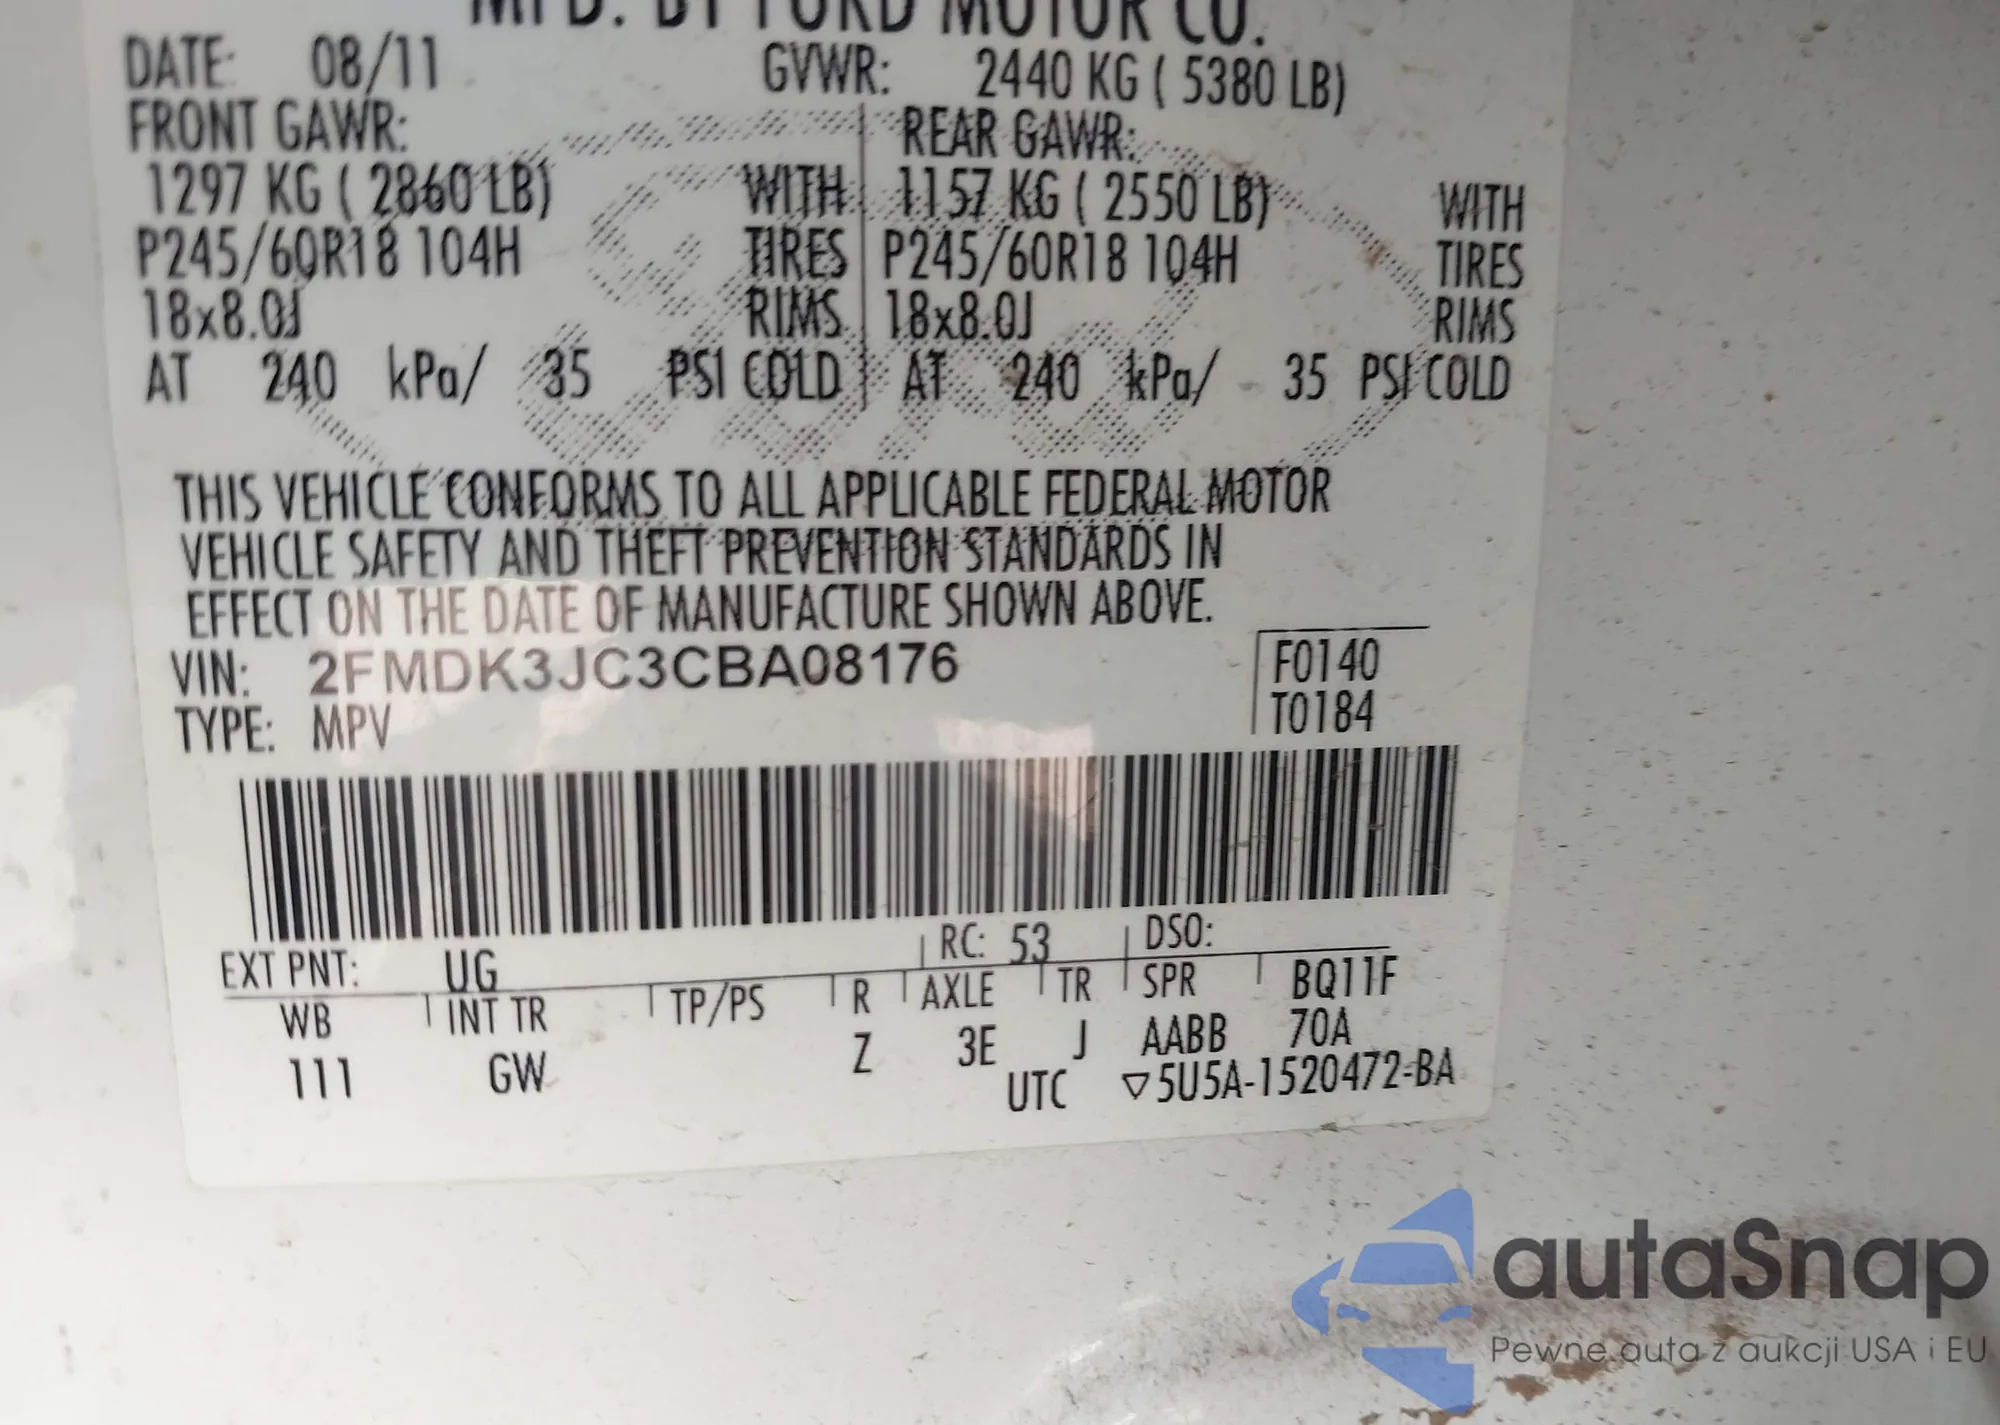 MFD. BY FORD MOTOR CO.
DATE: 08/11 GVWR: 2440 KG ( 5380 LB)
FRONT GAWR: REAR GAWR:
1297 KG ( 2860 LB) WITH 1157 KG ( 2550 LB) WITH
P245/60R18 104H TIRES P245/60R18 104H TIRES
18x8.0J RIMS 18x8.0J RIMS
AT 240 kPa/ 35 PSI COLD AT 240 kPa/ 35 PSI COLD
THIS VEHICLE CONFORMS TO ALL APPLICABLE FEDERAL MOTOR
VEHICLE SAFETY AND THEFT PREVENTION STANDARDS IN
EFFECT ON THE DATE OF MANUFACTURE SHOWN ABOVE.
VIN: 2FMDK3JC3CBA08176 F0140
TYPE: MPV T0184
EXT PNT: UG RC: 53 DSO:
WB INT TR TP/PS R AXLE TR SPR BQ11F
111 GW Z 3E J AABB 70A
UTC ▽5U5A-1520472-BA
autaSnap
Pewne auta z aukcji USA i EU